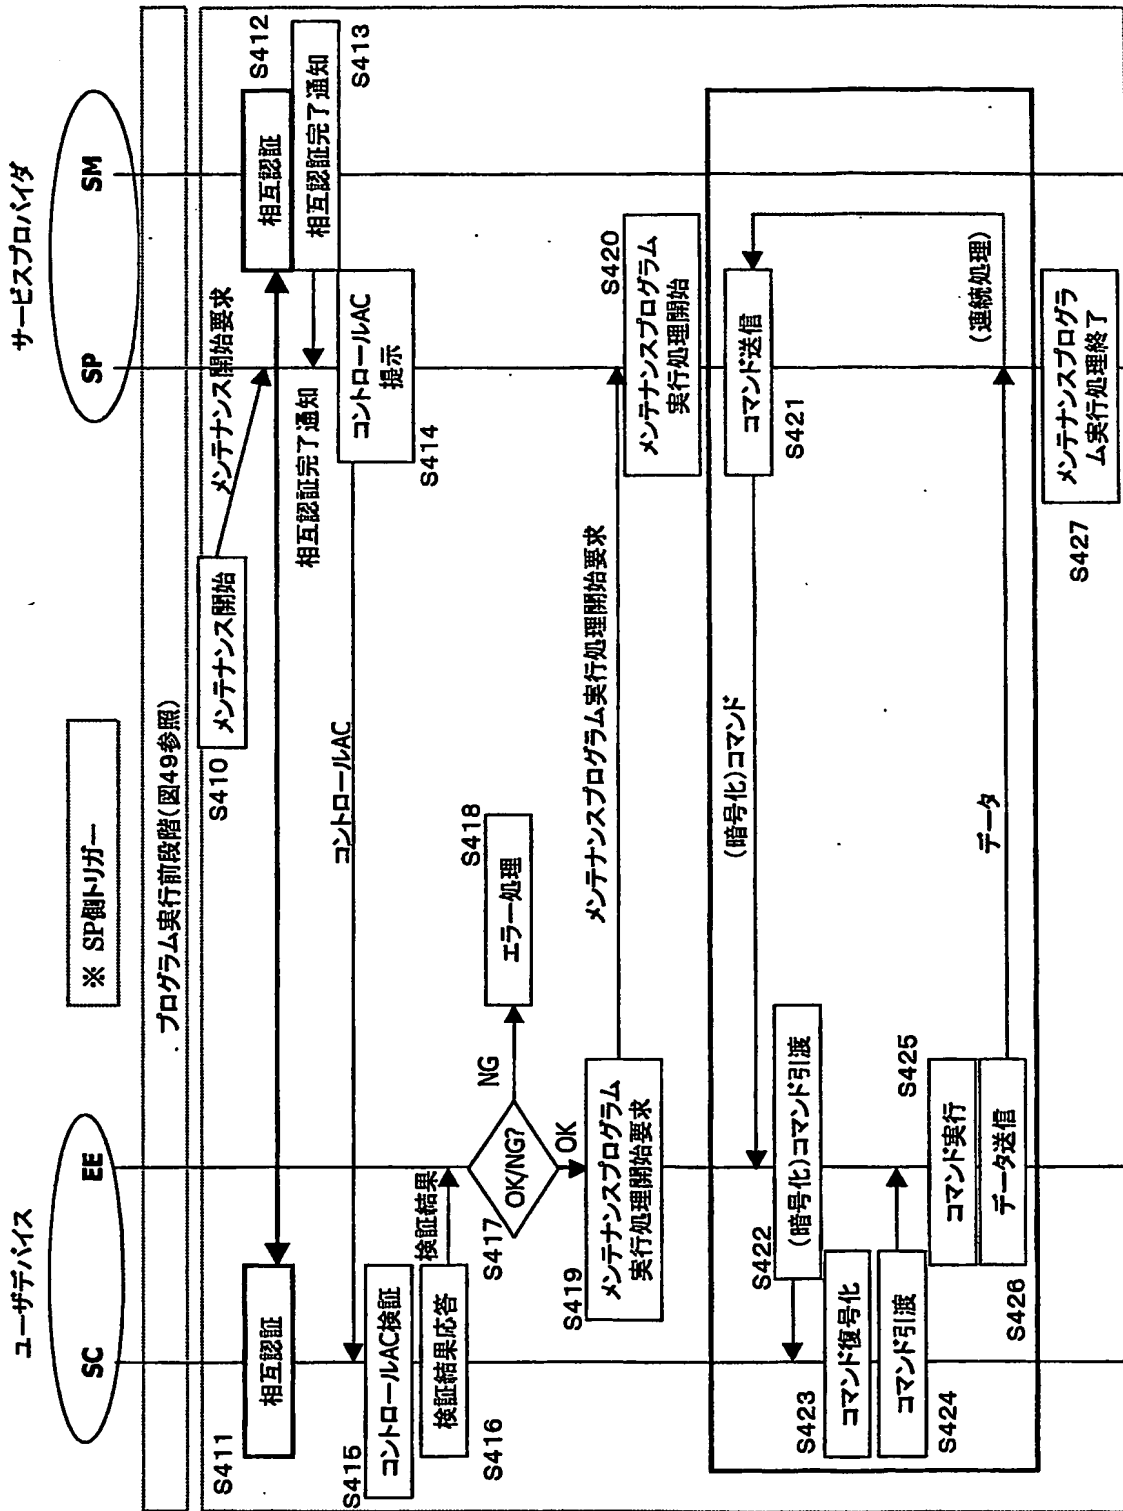 ユーザデバイス
SC
EE
※ SP側トリガー
サービスプロバイダ
SP
SM
プログラム実行前段階(図49参照)
S410
メンテナンス開始
メンテナンス開始要求
S411
相互認証
相互認証
S412
相互認証完了通知
相互認証完了通知
S413
コントロールAC
コントロールAC
提示
S414
S415
コントロールAC検証
検証結果応答
S416
検証結果
S417
OK/NG?
NG
OK
エラー処理
S418
S419
メンテナンスプログラム
実行処理開始要求
メンテナンスプログラム実行処理開始要求
メンテナンスプログラム
実行処理開始
S420
コマンド送信
S421
(暗号化)コマンド
S422
(暗号化)コマンド引渡
S423
コマンド復号化
コマンド引渡
S424
コマンド実行
S425
データ送信
S426
データ
(連続処理)
メンテナンスプログラ
ム実行処理終了
S427